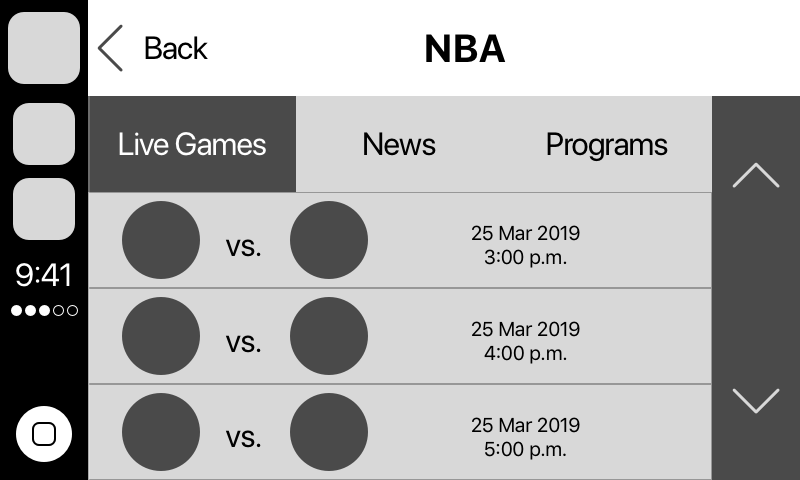 Back
NBA
Live Games
News
Programs
vs.
25 Mar 2019
3:00 p.m.
vs.
25 Mar 2019
4:00 p.m.
vs.
25 Mar 2019
5:00 p.m.
9:41